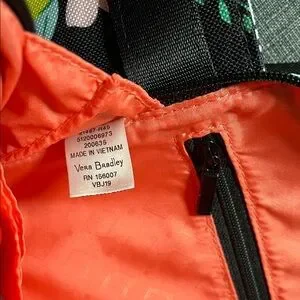 5120006973
200635
MADE IN VIETNAM
Vera Bradley
RN 156007
VBJ19